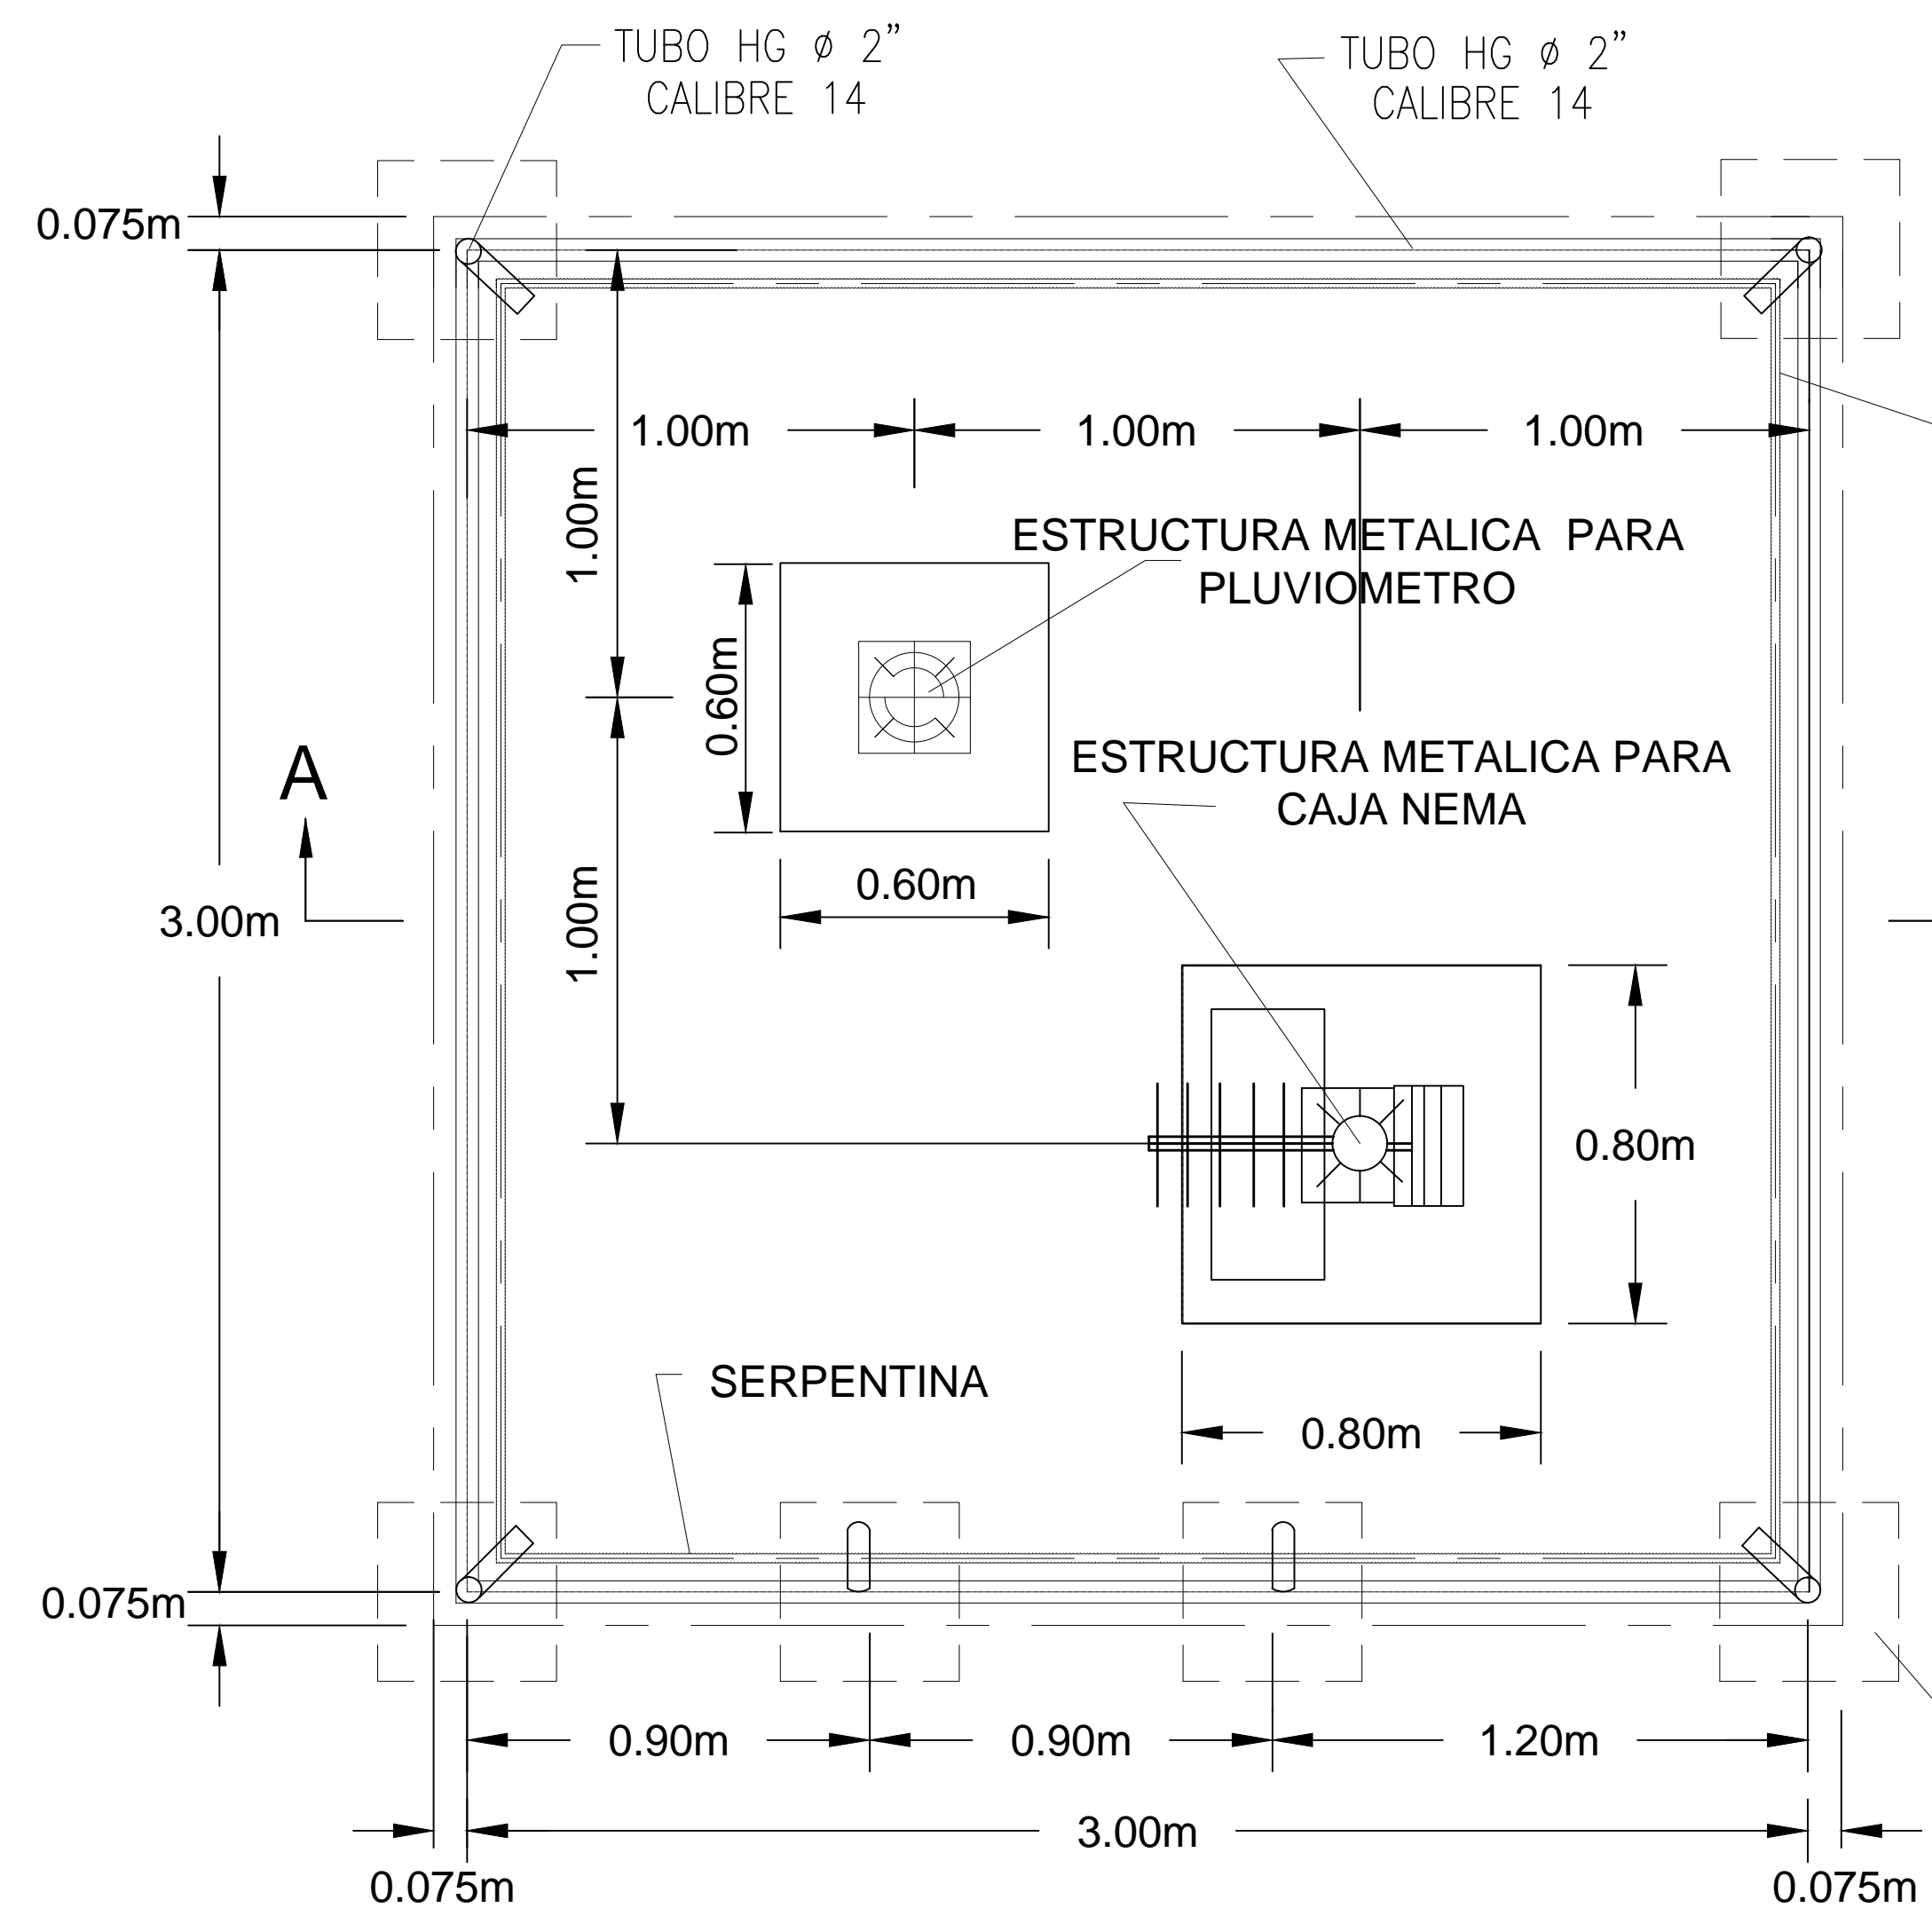 TUBO HG ø 2”
CALIBRE 14
TUBO HG ø 2”
CALIBRE 14
0.075m
1.00m
1.00m
1.00m
1.00m
ESTRUCTURA METALICA PARA
PLUVIOMETRO
0.60m
A
ESTRUCTURA METALICA PARA
CAJA NEMA
0.60m
3.00m
1.00m
0.80m
SERPENTINA
0.80m
0.075m
0.90m
0.90m
1.20m
3.00m
0.075m
0.075m